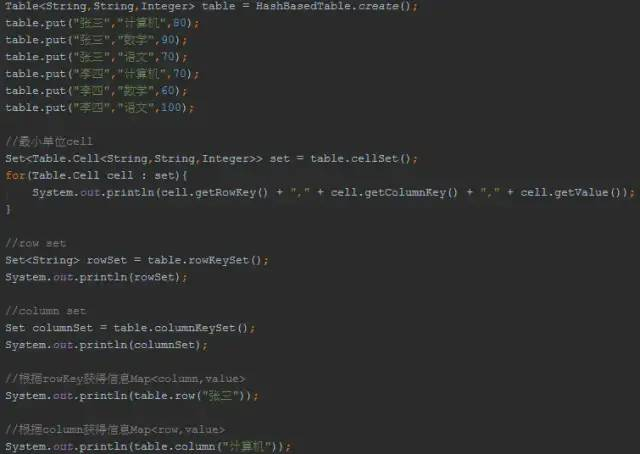 Table<String,String,Integer> table = HashBasedTable.create();
table.put("张三","计算机",80);
table.put("张三","数学",90);
table.put("张三","语文",70);
table.put("李四","计算机",70);
table.put("李四","数学",60);
table.put("李四","语文",100);
//最小单位cell
Set<Table.Cell<String,String,Integer>> set = table.cellSet();
for(Table.Cell cell : set){
System.out.println(cell.getRowKey() + "," + cell.getColumnKey() + "," + cell.getValue());
}
//row set
Set<String> rowSet = table.rowKeySet();
System.out.println(rowSet);
//column set
Set columnSet = table.columnKeySet();
System.out.println(columnSet);
//根据rowKey获得信息Map<column,value>
System.out.println(table.row("张三"));
//根据column获得信息Map<row,value>
System.out.println(table.column("计算机"));